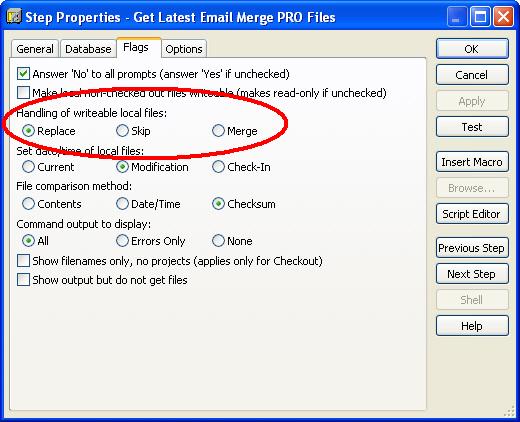 Step Properties - Get Latest Email Merge PRO Files
General Database Flags Options
Answer 'No' to all prompts (answer 'Yes' if unchecked)
Make local non-checked out files writeable (makes read-only if unchecked)
Handling of writeable local files:
Replace Skip Merge
Set date/time of local files:
Current Modification Check-In
File comparison method:
Contents Date/Time Checksum
Command output to display:
All Errors Only None
Show filenames only, no projects (applies only for Checkout)
Show output but do not get files
OK
Cancel
Apply
Test
Insert Macro
Browse...
Script Editor
Previous Step
Next Step
Shell
Help